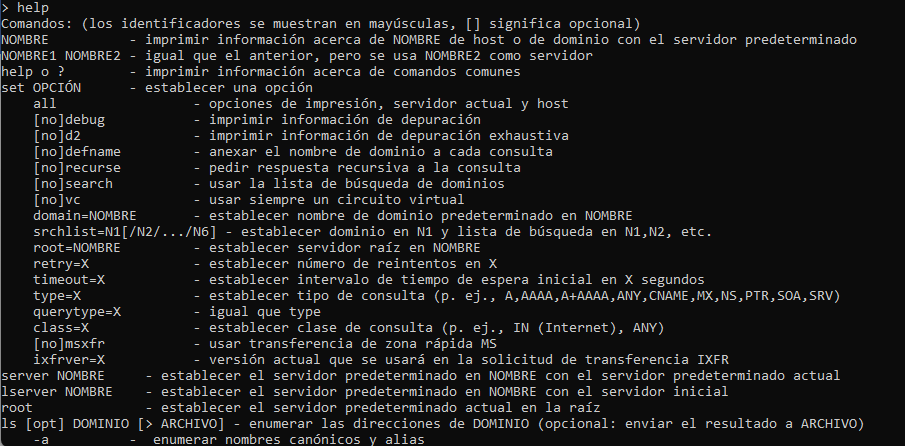 > help
Comandos: (los identificadores se muestran en mayúsculas, [] significa opcional)
NOMBRE          - imprimir información acerca de NOMBRE de host o de dominio con el servidor predeterminado
NOMBRE1 NOMBRE2 - igual que el anterior, pero se usa NOMBRE2 como servidor
help o ?        - imprimir información acerca de comandos comunes
set OPCIÓN      - establecer una opción
    all                 - opciones de impresión, servidor actual y host
    [no]debug           - imprimir información de depuración
    [no]d2              - imprimir información de depuración exhaustiva
    [no]defname         - anexar el nombre de dominio a cada consulta
    [no]recurse         - pedir respuesta recursiva a la consulta
    [no]search          - usar la lista de búsqueda de dominios
    [no]vc              - usar siempre un circuito virtual
    domain=NOMBRE       - establecer nombre de dominio predeterminado en NOMBRE
    srchlist=N1[/N2/.../N6] - establecer dominio en N1 y lista de búsqueda en N1,N2, etc.
    root=NOMBRE         - establecer servidor raíz en NOMBRE
    retry=X             - establecer número de reintentos en X
    timeout=X           - establecer intervalo de tiempo de espera inicial en X segundos
    type=X              - establecer tipo de consulta (p. ej., A,AAAA,A+AAAA,ANY,CNAME,MX,NS,PTR,SOA,SRV)
    querytype=X         - igual que type
    class=X             - establecer clase de consulta (p. ej., IN (Internet), ANY)
    [no]msxfr           - usar transferencia de zona rápida MS
    ixfrver=X           - versión actual que se usará en la solicitud de transferencia IXFR
server NOMBRE     - establecer el servidor predeterminado en NOMBRE con el servidor predeterminado actual
lserver NOMBRE    - establecer el servidor predeterminado en NOMBRE con el servidor inicial
root              - establecer el servidor predeterminado actual en la raíz
ls [opt] DOMINIO [> ARCHIVO] - enumerar las direcciones de DOMINIO (opcional: enviar el resultado a ARCHIVO)
    -a          -  enumerar nombres canónicos y alias